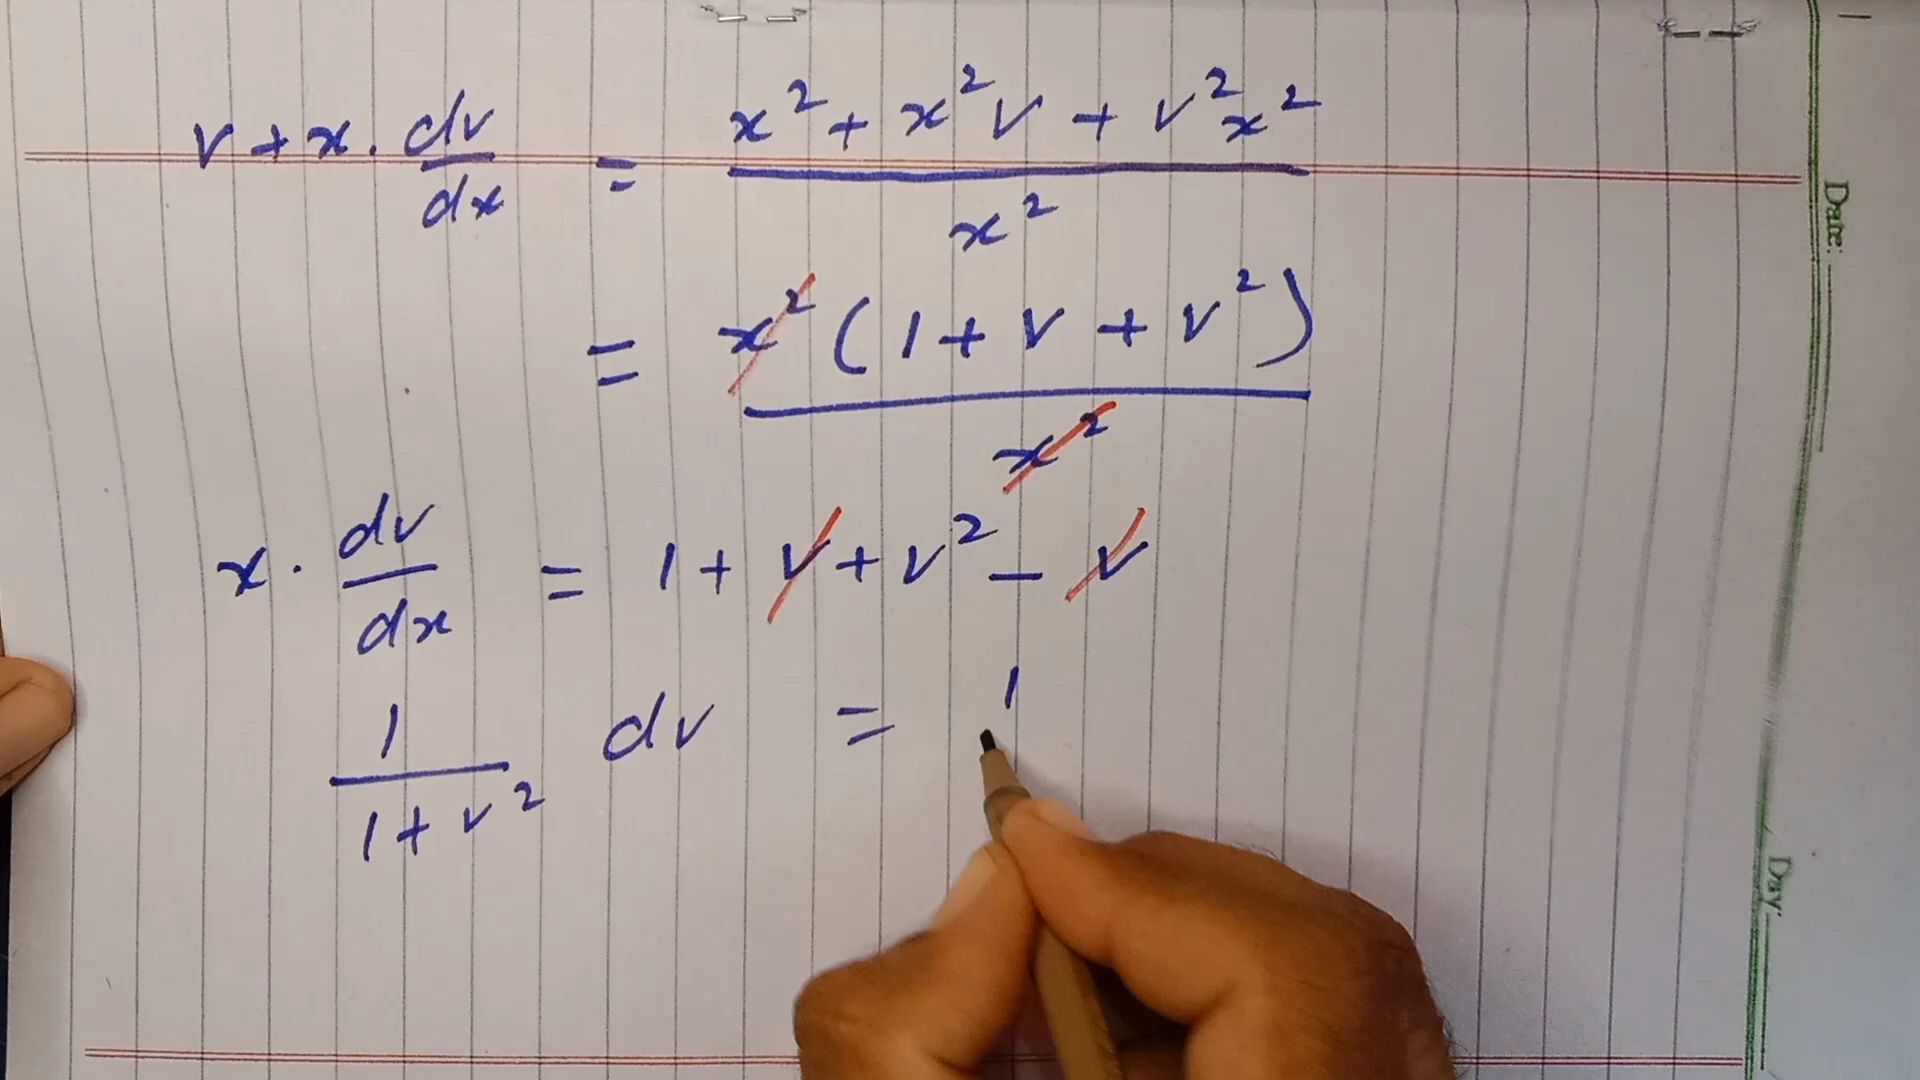 v + x . dv/dx = (x² + x²v + v²x²)/x²
= x² (1 + v + v²)/x²
x . dv/dx = 1 + v + v² - v
1/(1 + v²) dv = 1
Date:
Day: